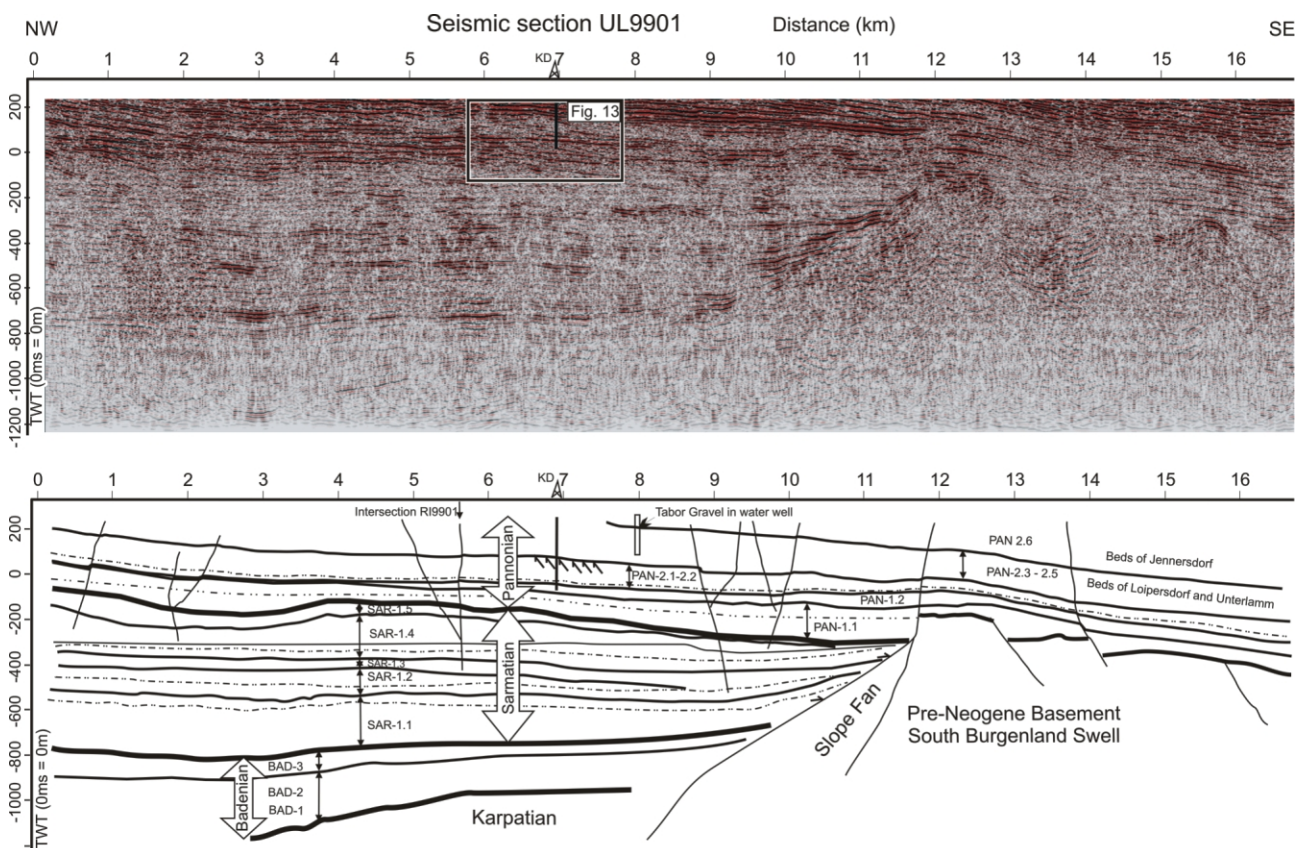 NW Seismic section UL9901 Distance (km) SE
0 1 2 3 4 5 6 KD 7 8 9 10 11 12 13 14 15 16
200
0
-200
-400
-600
-800
-1000
-1200
TWT (0ms = 0m)
Fig. 13
0 1 2 3 4 5 6 KD 7 8 9 10 11 12 13 14 15 16
200
0
-200
-400
-600
-800
-1000
TWT (0ms = 0m)
Intersection RI9901
Tabor Gravel in water well
Pannonian
PAN 2.6
Beds of Jennersdorf
PAN-2.1-2.2
PAN-2.3 - 2.5
Beds of Loipersdorf and Unterlamm
PAN-1.2
PAN-1.1
SAR-1.5
SAR-1.4
SAR-1.3
SAR-1.2
SAR-1.1
Sarmatian
Slope Fan
Pre-Neogene Basement
South Burgenland Swell
BAD-3
BAD-2
BAD-1
Badenian
Karpatian